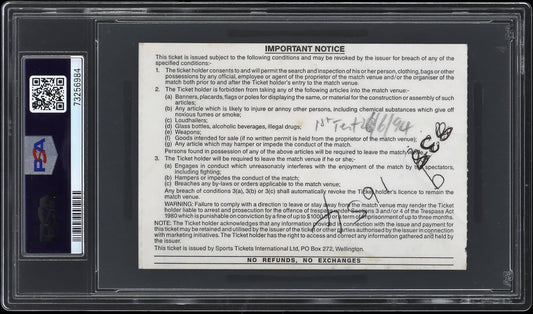 PSA
73256984
IMPORTANT NOTICE
This ticket is issued subject to the following conditions and may be revoked by the issuer for breach of any of the
specified conditions:-
1. The ticket holder consents to and will permit the search and inspection of his or her person, clothing, bags or other
possessions by any official, employee or agent of the proprietor of the match venue and/or the organiser of the
match both prior to and after the Ticket holder's entry to the match venue.
2. The ticket holder is forbidden from taking any of the following articles into the match venue:-
(a) Banners, placards, flags or poles for displaying the same, or material for the construction or assembly of such
articles;
(b) Any article which is likely to injure or annoy other persons, including chemical substances which give off
noxious fumes or smoke;
(c) Loudhailers;
(d) Glass bottles, alcoholic beverages, illegal drugs;
(e) Weapons;
(f) Goods intended for sale (if no written permit is held from the proprietor of the match venue);
(g) Any article which may hamper or impede the conduct of the match.
Persons found in possession of any of the above articles will be required to leave the match
3. The Ticket holder will be required to leave the match venue if he or she;-
(a) Engages in conduct which unreasonably interferes with the enjoyment of the match by the spectators,
including fighting;
(b) Hampers or impedes the conduct of the match;
(c) Breaches any by-laws or orders applicable to the match venue;
Any breach of conditions 3(a), 3(b) or 3(c) shall automatically revoke the Ticket holder's licence to remain the
match venue.
WARNING: Failure to comply with a direction to leave or stay the match venue may render the Ticket
holder liable to arrest and prosecution for the offence of trespass 3 and/or 4 of the Trespass Act
1980 which is punishable on conviction by a fine of up to $1000 term of imprisonment of up to three months.
NOTE: The Ticket holder acknowledges that any information connection with the issue and payment for
this ticket may be retained and utilised by the issuer of the ticket or other parties authorised by the issuer in connection
with marketing initiatives. The Ticket holder has the right to access and correct any information gathered and held by
the issuer.
This ticket is issued by Sports Tickets International Ltd, PO Box 272, Wellington.
NO REFUNDS, NO EXCHANGES
1st Test